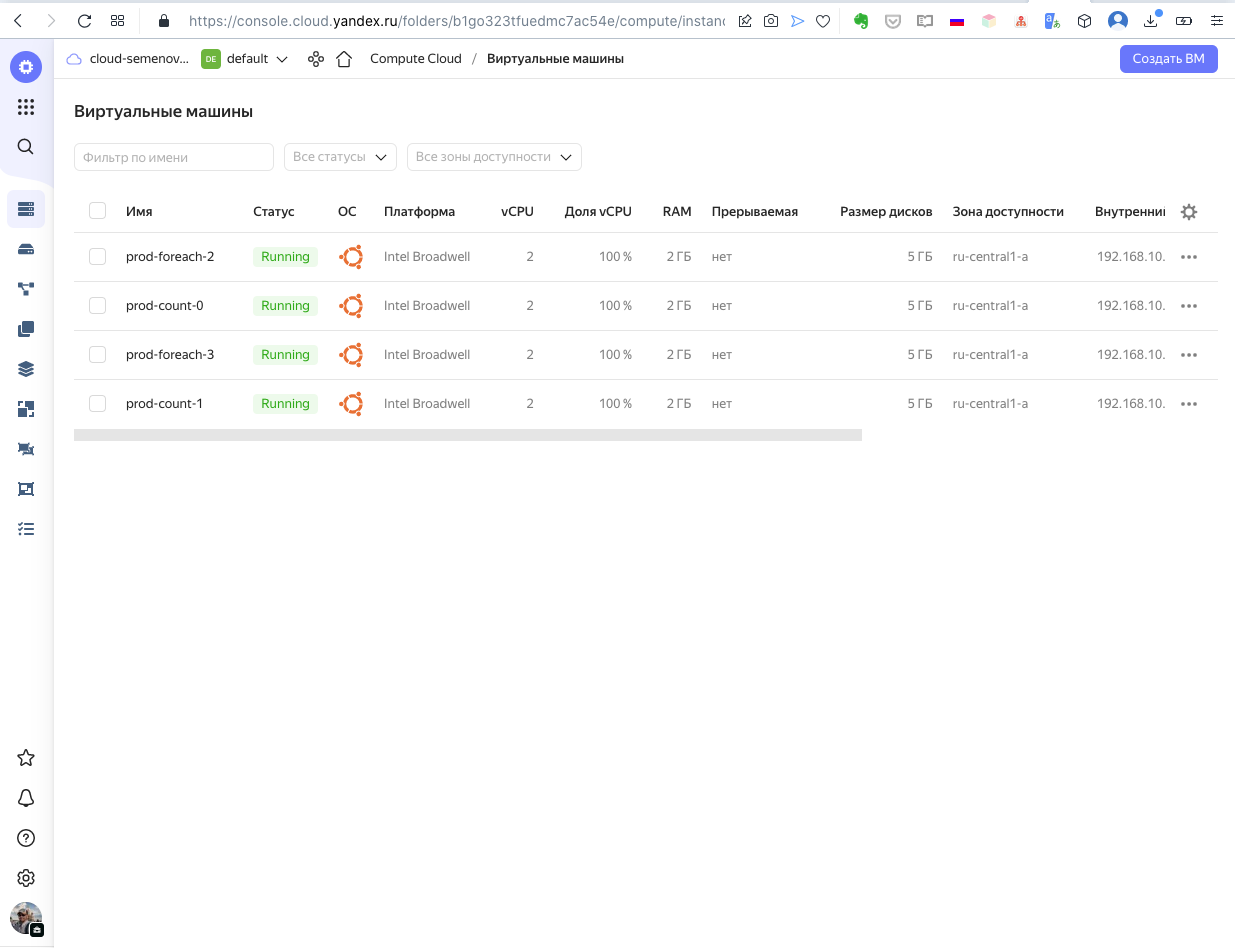 https://console.cloud.yandex.ru/folders/b1go323tfuedmc7ac54e/compute/instanc
cloud-semenov... DE default Compute Cloud / Виртуальные машины Создать ВМ
Виртуальные машины
Фильтр по имени Все статусы Все зоны доступности
Имя Статус ОС Платформа vCPU Доля vCPU RAM Прерываемая Размер дисков Зона доступности Внутренний
prod-foreach-2 Running Intel Broadwell 2 100 % 2 ГБ нет 5 ГБ ru-central1-a 192.168.10.
prod-count-0 Running Intel Broadwell 2 100 % 2 ГБ нет 5 ГБ ru-central1-a 192.168.10.
prod-foreach-3 Running Intel Broadwell 2 100 % 2 ГБ нет 5 ГБ ru-central1-a 192.168.10.
prod-count-1 Running Intel Broadwell 2 100 % 2 ГБ нет 5 ГБ ru-central1-a 192.168.10.